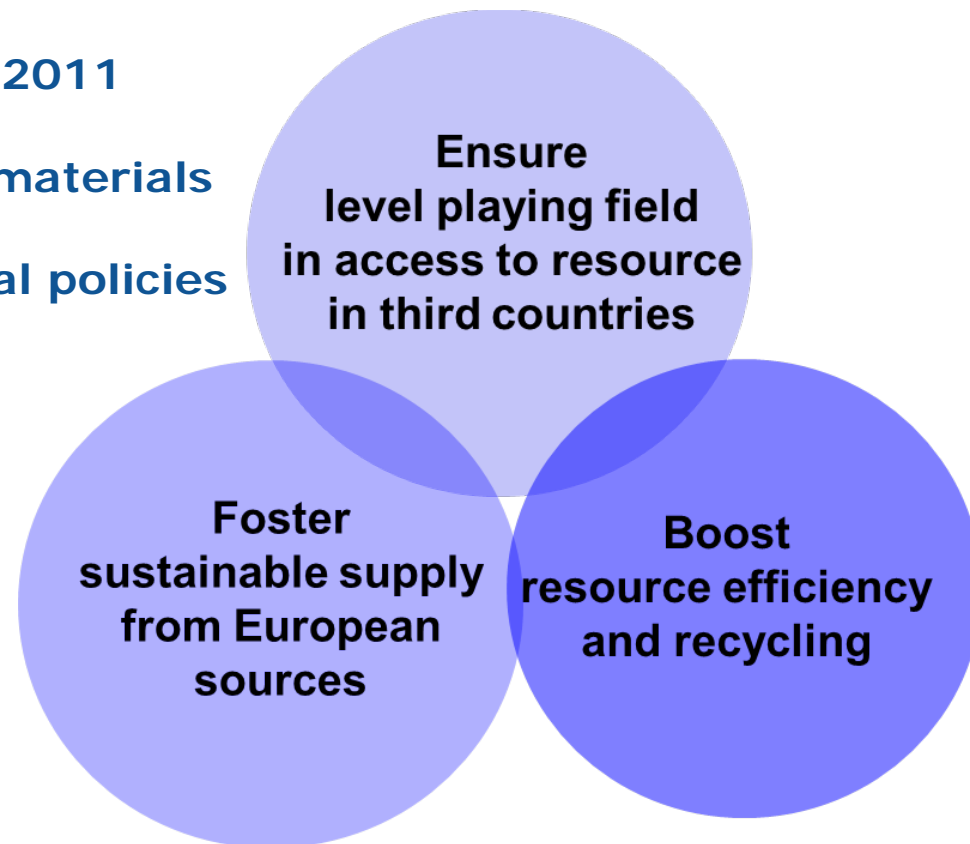 2011
materials
al policies
Ensure
level playing field
in access to resource
in third countries
Foster
sustainable supply
from European
sources
Boost
resource efficiency
and recycling